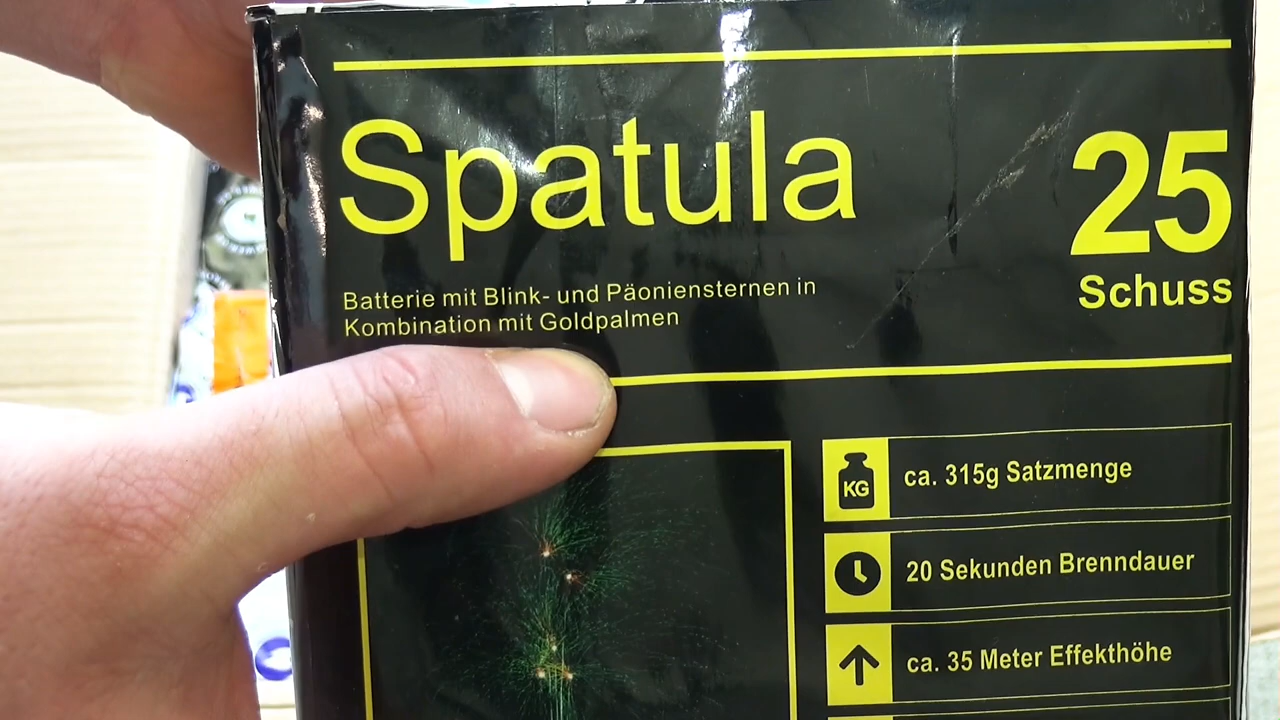 Spatula
25
Schuss
Batterie mit Blink- und Päoniensternen in
Kombination mit Goldpalmen
KG
ca. 315g Satzmenge
20 Sekunden Brenndauer
ca. 35 Meter Effekthöhe